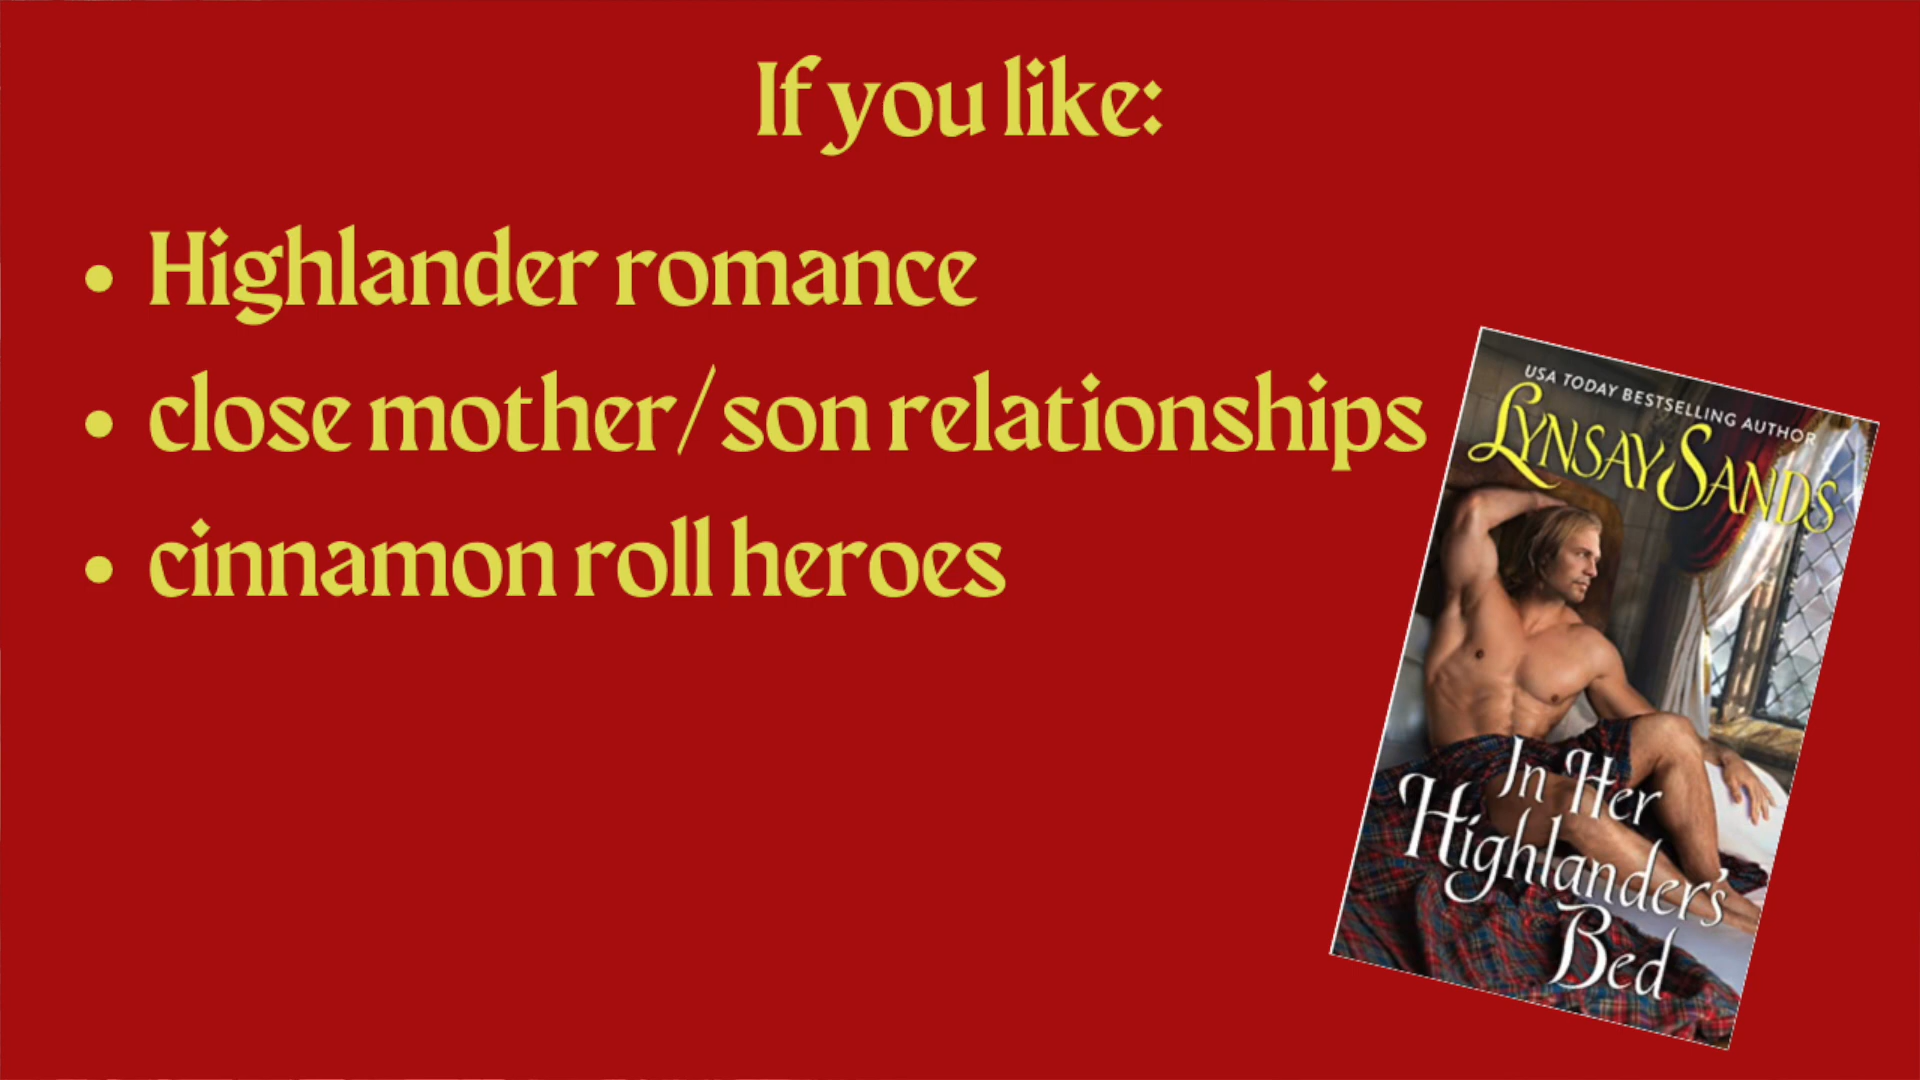 If you like:
• Highlander romance
• close mother/son relationships
• cinnamon roll heroes
USA TODAY BESTSELLING AUTHOR
LYNSAY SANDS
In Her
Highlander's
Bed